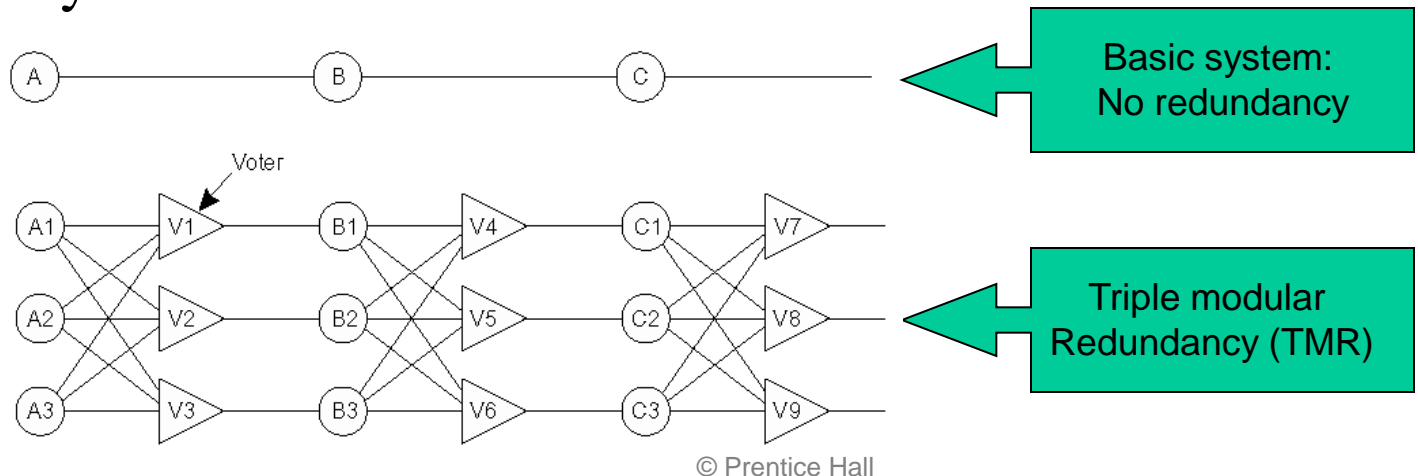 A B C
Basic system:
No redundancy
Voter
A1 V1 B1 V4 C1 V7
A2 V2 B2 V5 C2 V8
A3 V3 B3 V6 C3 V9
Triple modular
Redundancy (TMR)
© Prentice Hall